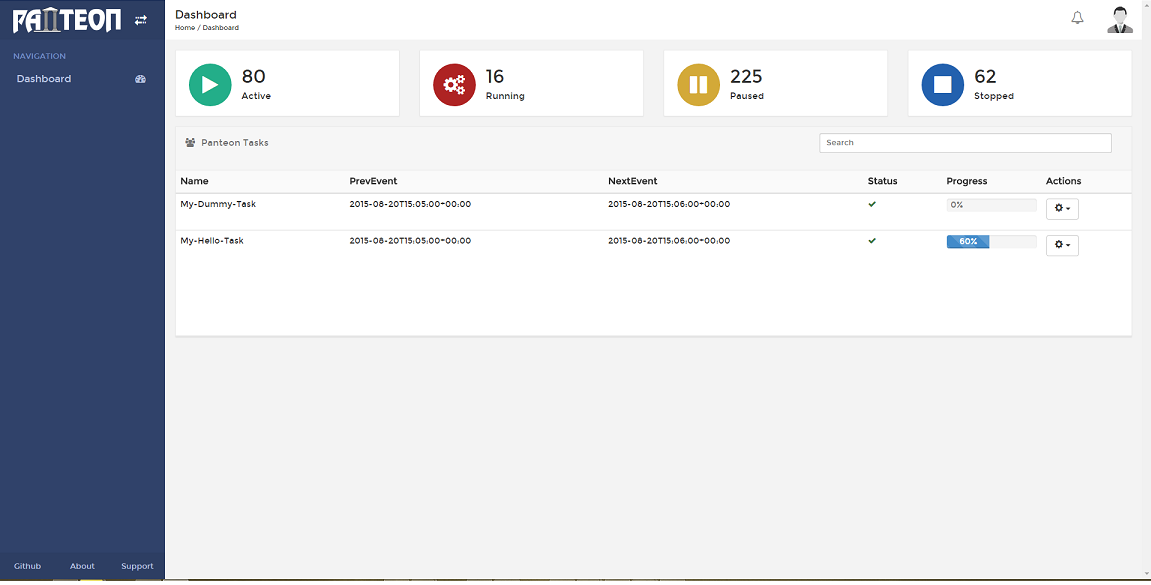 PANTEON
Dashboard
Home / Dashboard
NAVIGATION
Dashboard
80
Active
16
Running
225
Paused
62
Stopped
Panteon Tasks
Search
Name PrevEvent NextEvent Status Progress Actions
My-Dummy-Task 2015-08-20T15:05:00+00:00 2015-08-20T15:06:00+00:00 0%
My-Hello-Task 2015-08-20T15:05:00+00:00 2015-08-20T15:06:00+00:00 60%
Github About Support